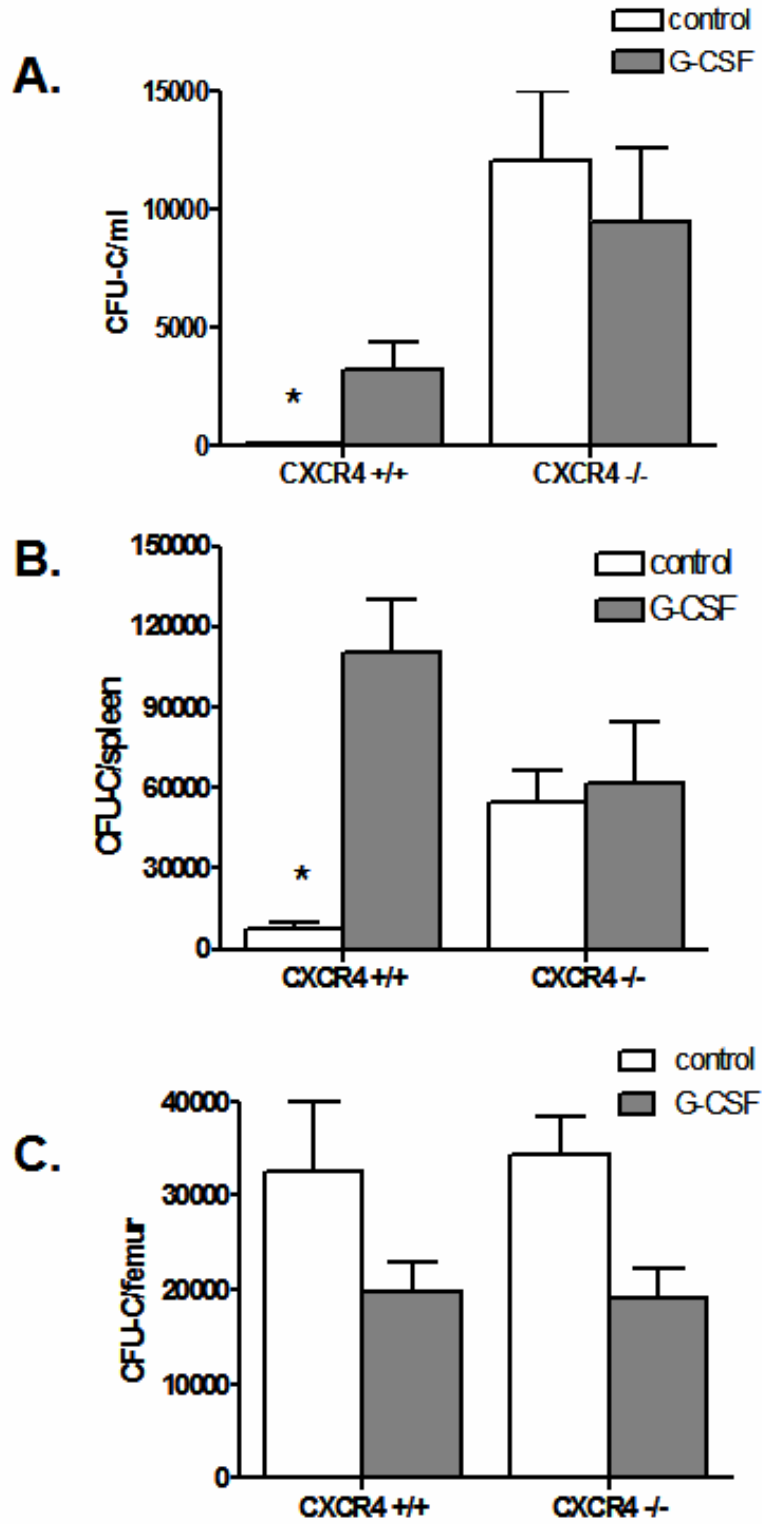 control
G-CSF
A.
15000
10000
5000
0
CFU-C/ml
*
CXCR4 +/+ CXCR4 -/-
B.
150000
120000
90000
60000
30000
0
CFU-C/spleen
control
G-CSF
*
CXCR4 +/+ CXCR4 -/-
control
G-CSF
C.
40000
30000
20000
10000
0
CFU-C/femur
CXCR4 +/+ CXCR4 -/-